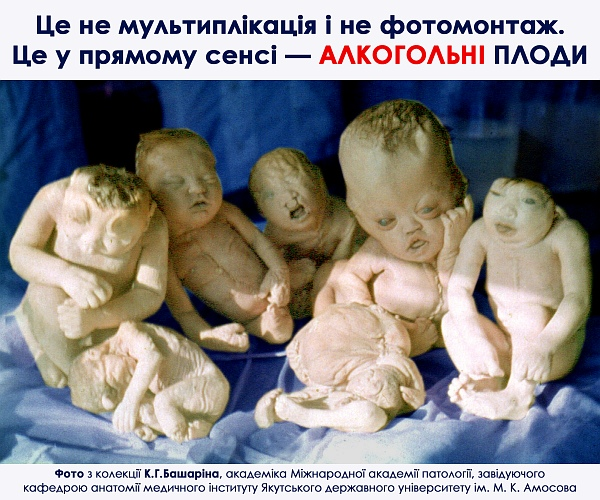 Це не мультиплікація і не фотомонтаж.
Це у прямому сенсі — АЛКОГОЛЬНІ ПЛОДИ
Фото з колекції К.Г.Башаріна, академіка Міжнародної академії патології, завідуючого
кафедрою анатомії медичного інституту Якутського державного університету ім. М. К. Амосова